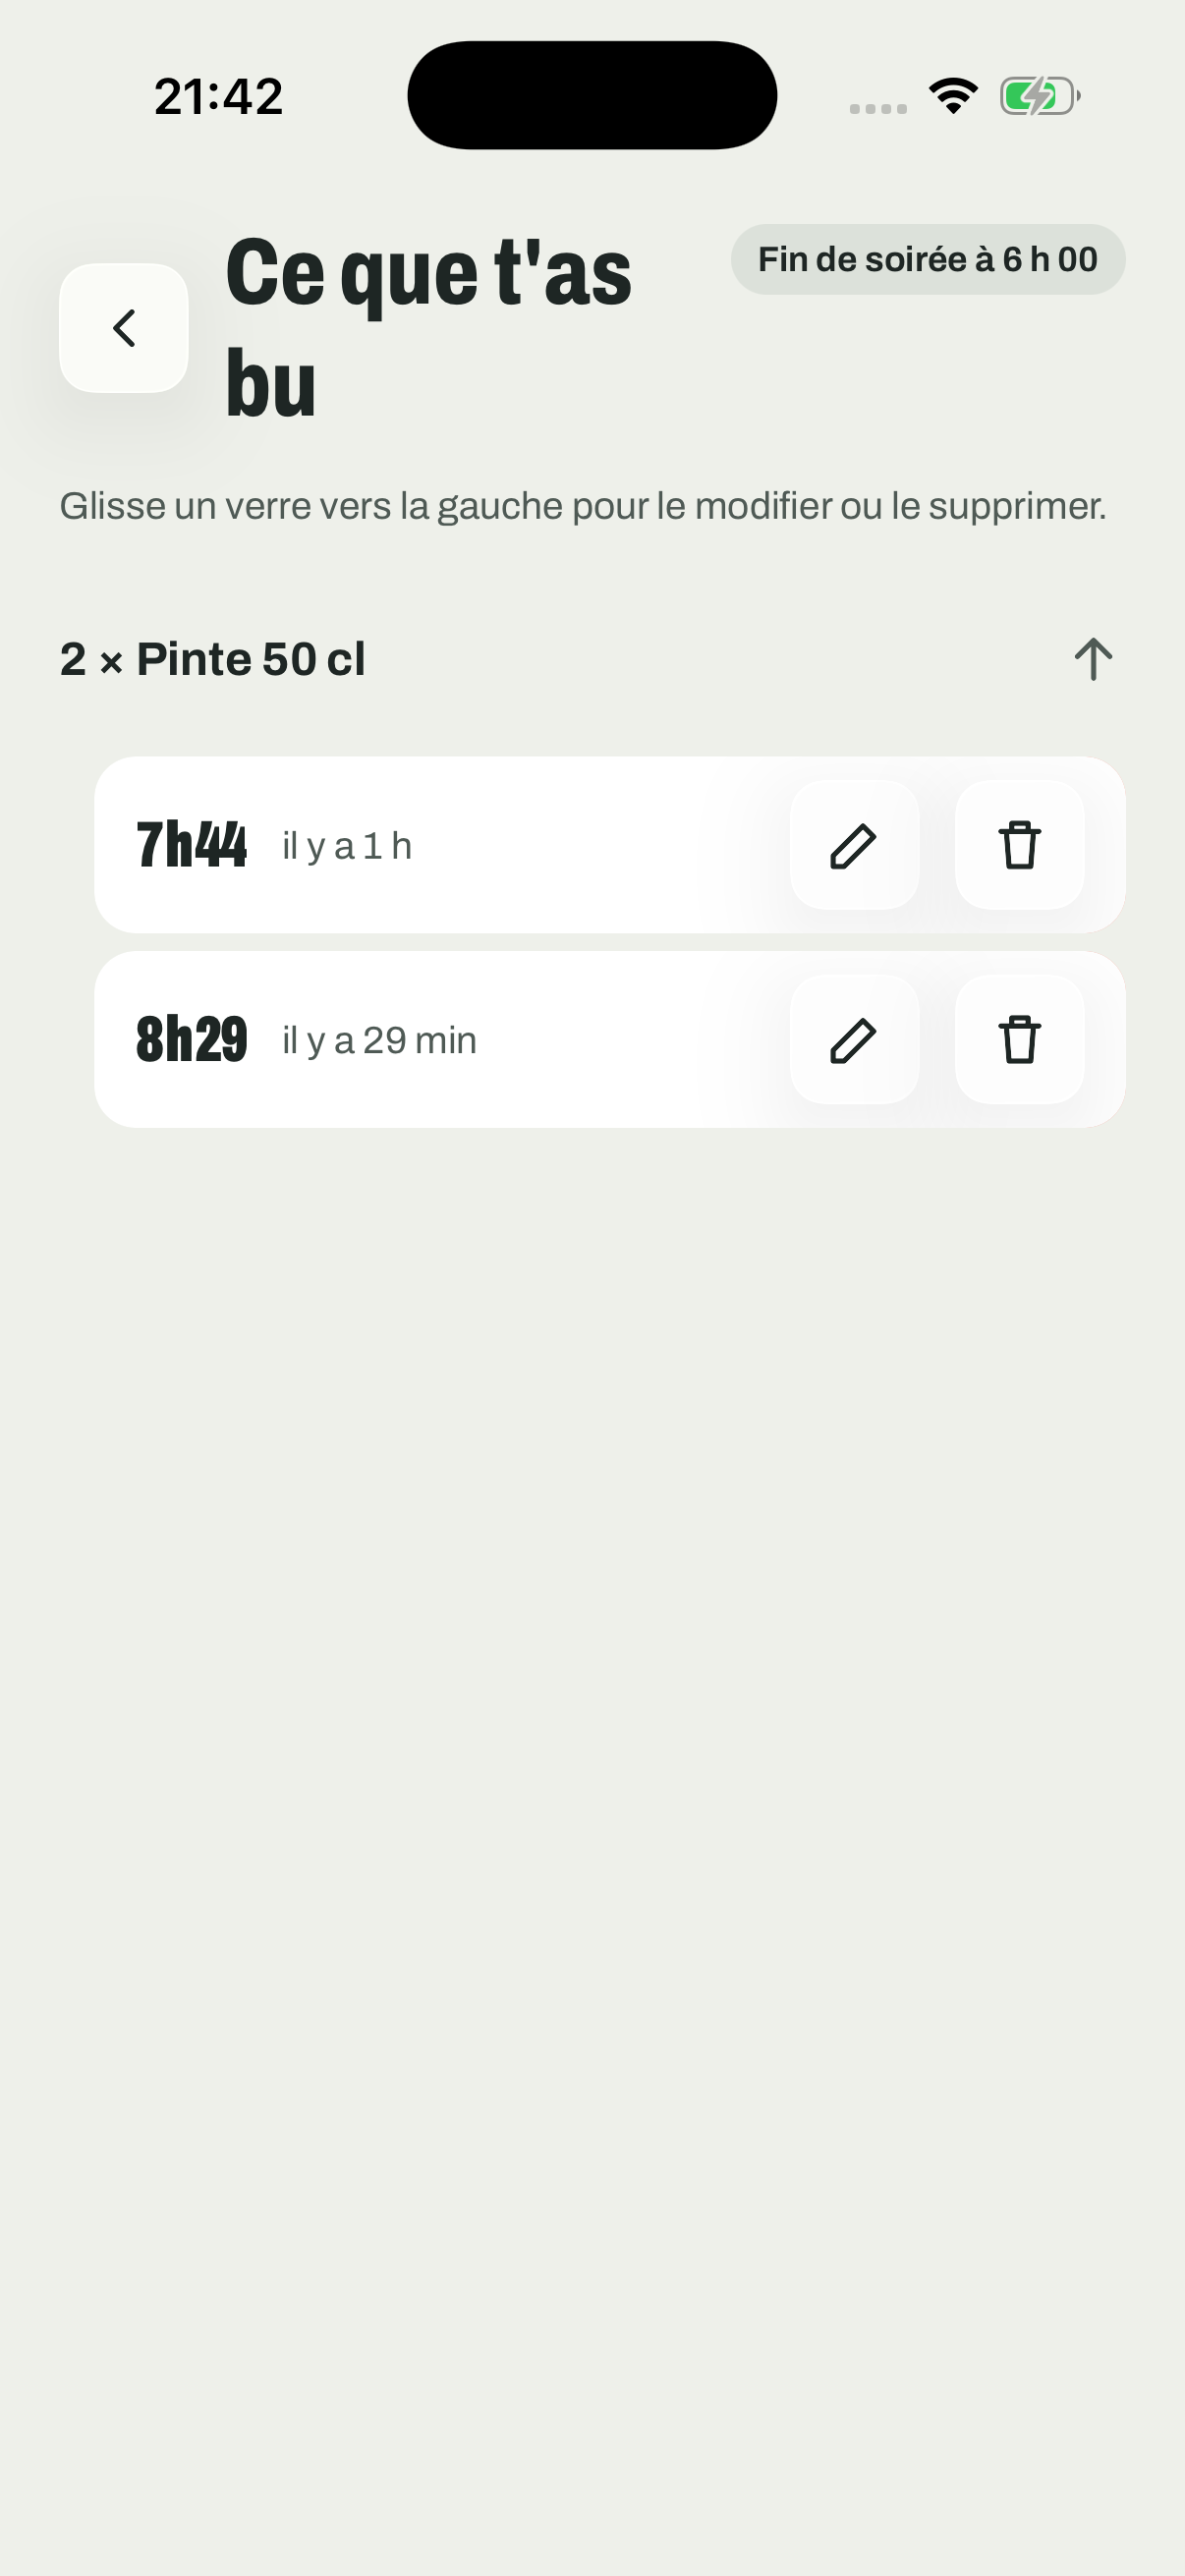 21:42
Ce que t'as
bu
Fin de soirée à 6 h 00
Glisse un verre vers la gauche pour le modifier ou le supprimer.
2 × Pinte 50 cl
7h44 il y a 1 h
8h29 il y a 29 min